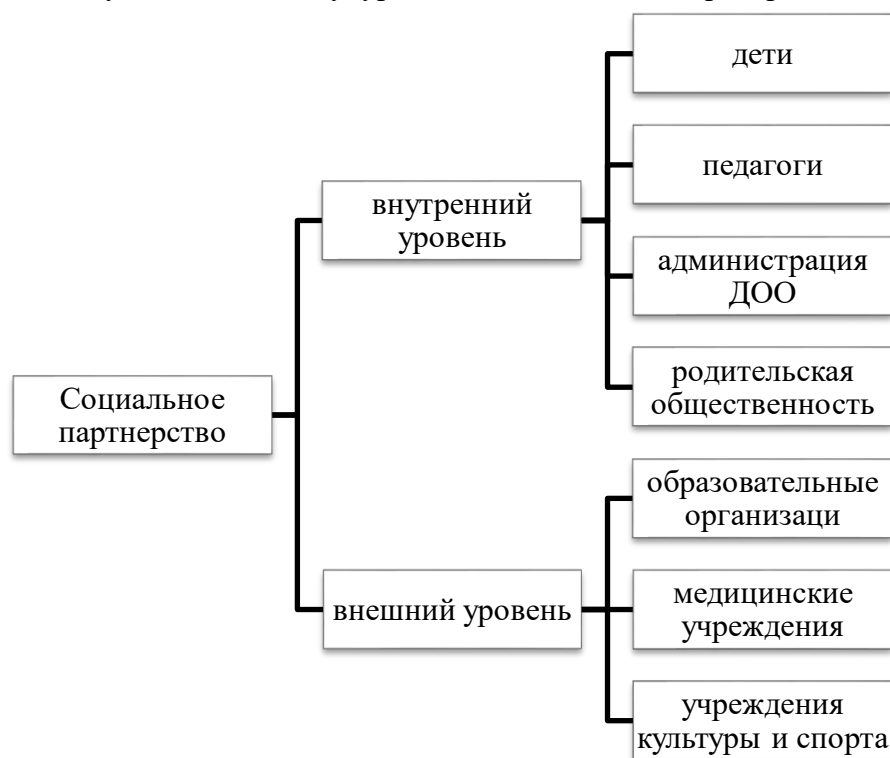 дети
педагоги
внутренний
уровень
администрация
ДОО
родительская
общественность
Социальное
партнерство
образовательные
организаци
внешний уровень
медицинские
учреждения
учреждения
культуры и спорта